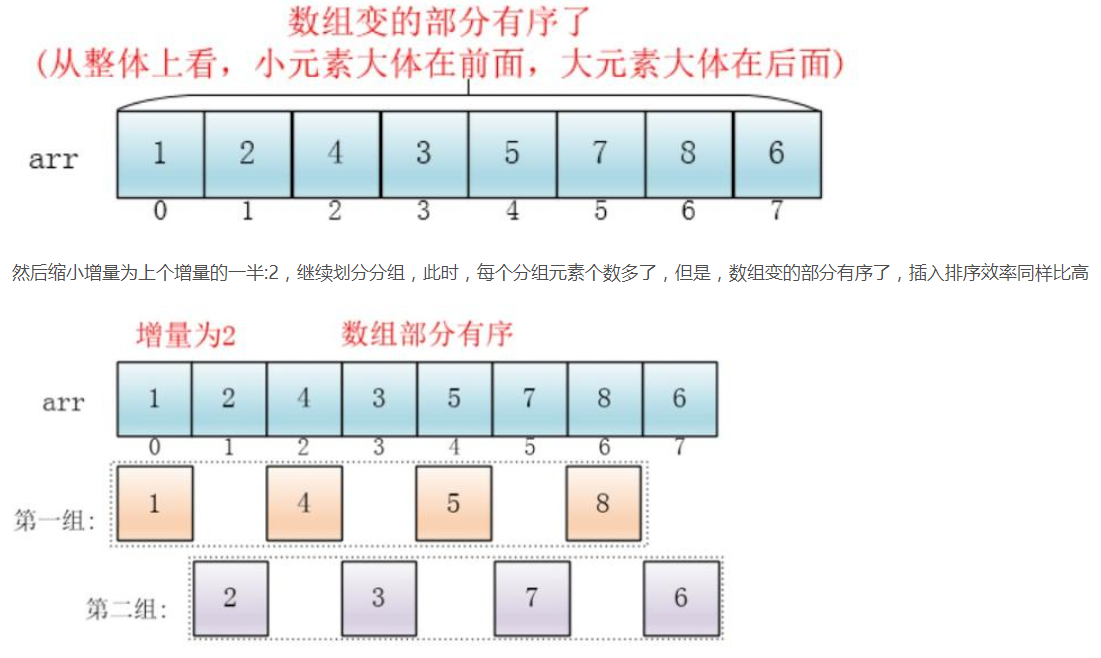 数组变的部分有序了
(从整体上看，小元素大体在前面，大元素大体在后面)
arr 1 2 4 3 5 7 8 6
0 1 2 3 4 5 6 7
然后缩小增量为上个增量的一半:2，继续划分分组，此时，每个分组元素个数多了，但是，数组变的部分有序了，插入排序效率同样比高
增量为2 数组部分有序
arr 1 2 4 3 5 7 8 6
0 1 2 3 4 5 6 7
第一组: 1 4 5 8
第二组: 2 3 7 6